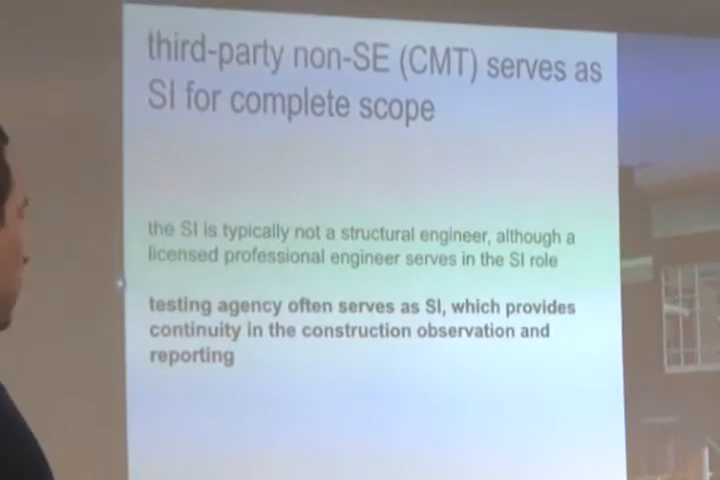 third-party non-SE (CMT) serves as
SI for complete scope
the SI is typically not a structural engineer, although a
licensed professional engineer serves in the SI role
testing agency often serves as SI, which provides
continuity in the construction observation and
reporting